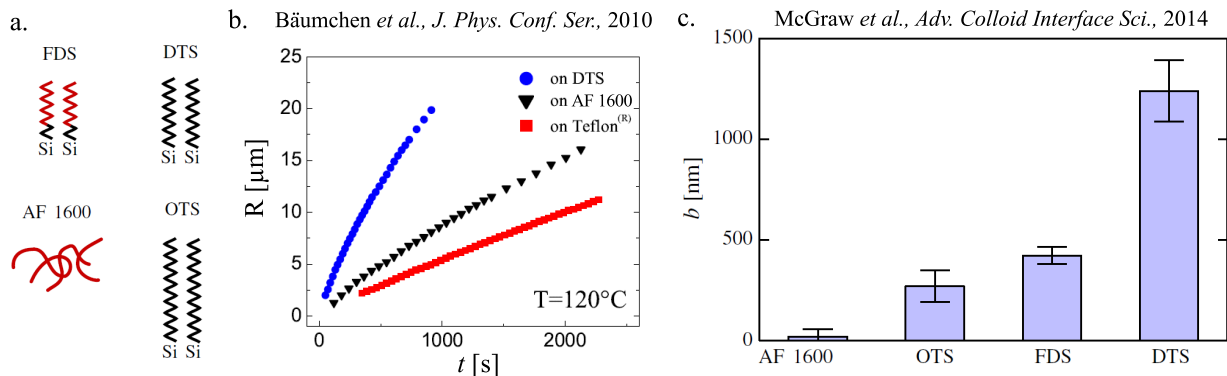 a.
FDS
DTS
Si Si
Si Si
AF 1600
OTS
Si Si
b. Bäumchen et al., J. Phys. Conf. Ser., 2010
25
20
15
10
5
0
R [μm]
on DTS
on AF 1600
on Teflon(R)
T=120°C
0 1000 2000
t [s]
c. McGraw et al., Adv. Colloid Interface Sci., 2014
1500
1000
500
0
b [nm]
AF 1600 OTS FDS DTS